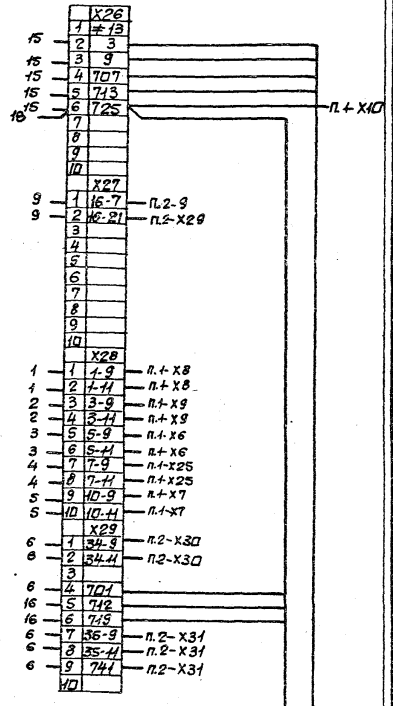 X26
1 #13
15 2 3
15 3 9
15 4 707
15 5 713
15 6 725 п.1-X10
18 7
8
9
10
X27
9 1 16-7 п.2-9
9 2 16-21 п.2-X29
3
4
5
6
7
8
9
10
X28
1 1 1-9 п.1-X8
1 2 1-11 п.1-X8
2 3 3-9 п.1-X9
2 4 3-11 п.1-X9
3 5 5-9 п.1-X6
3 6 5-11 п.1-X6
4 7 7-9 п.1-X25
4 8 7-11 п.1-X25
5 9 10-9 п.1-X7
5 10 10-11 п.1-X7
X29
6 1 34-9 п.2-X30
6 2 34-11 п.2-X30
3
6 4 701
16 5 712
16 6 719
6 7 36-9 п.2-X31
6 8 35-11 п.2-X31
6 9 741 п.2-X31
10